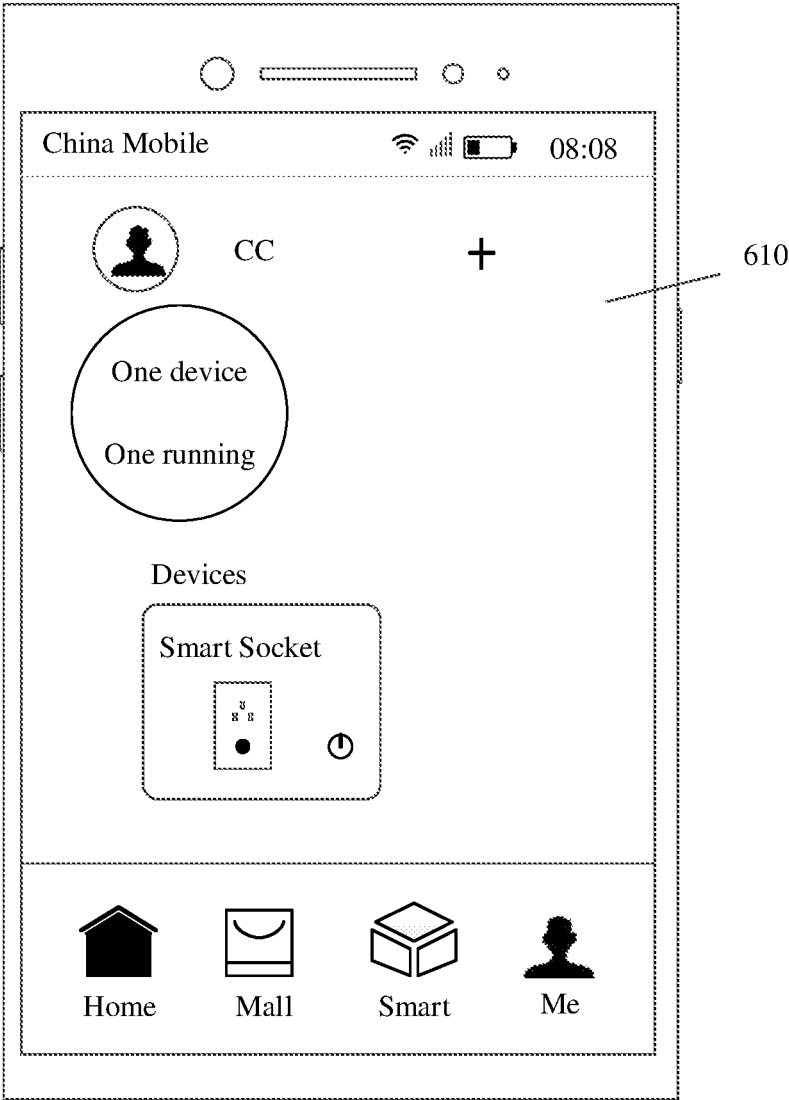 China Mobile 08:08
CC +
610
One device
One running
Devices
Smart Socket
Home Mall Smart Me